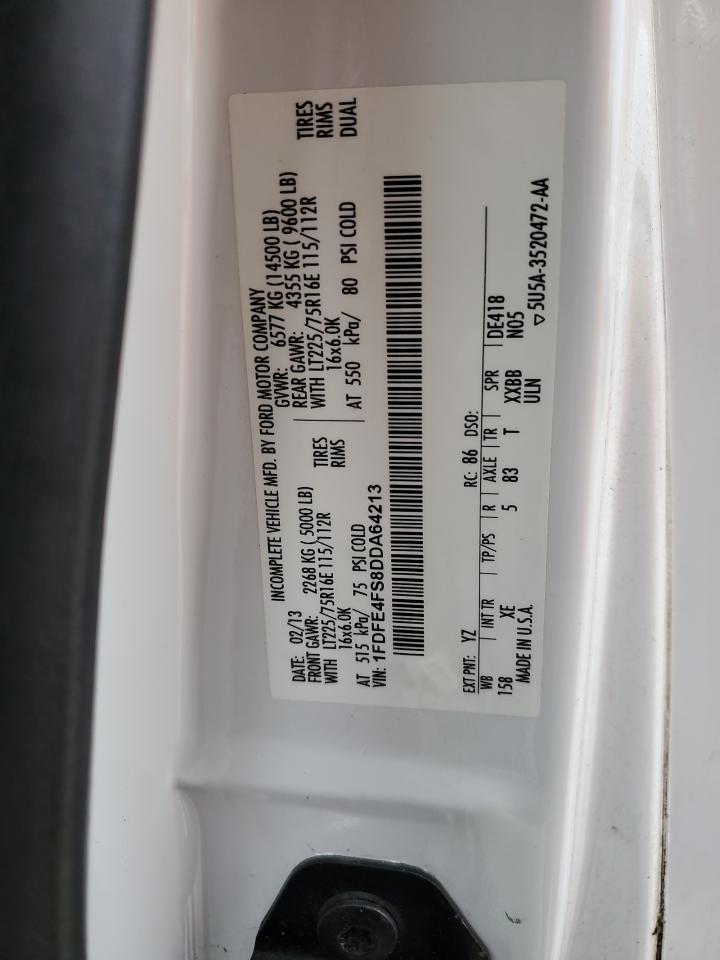 INCOMPLETE VEHICLE MFD. BY FORD MOTOR COMPANY
DATE: 02/13 GVWR: 6577 KG (14500 LB)
FRONT GAWR: 2268 KG ( 5000 LB) REAR GAWR: 4355 KG ( 9600 LB)
WITH LT225/75R16E 115/112R TIRES WITH LT225/75R16E 115/112R TIRES
16x6.0K RIMS 16x6.0K RIMS
AT 515 kPa/ 75 PSI COLD AT 550 kPa/ 80 PSI COLD DUAL
VIN: 1FDFE4FS8DDA64213
EXT PNT: YZ RC: 86 DSO:
WB INT TR TP/PS R AXLE TR SPR DE418
158 XE 5 83 T XXBB N05
MADE IN U.S.A. ULN
▽ 5U5A-3520472-AA